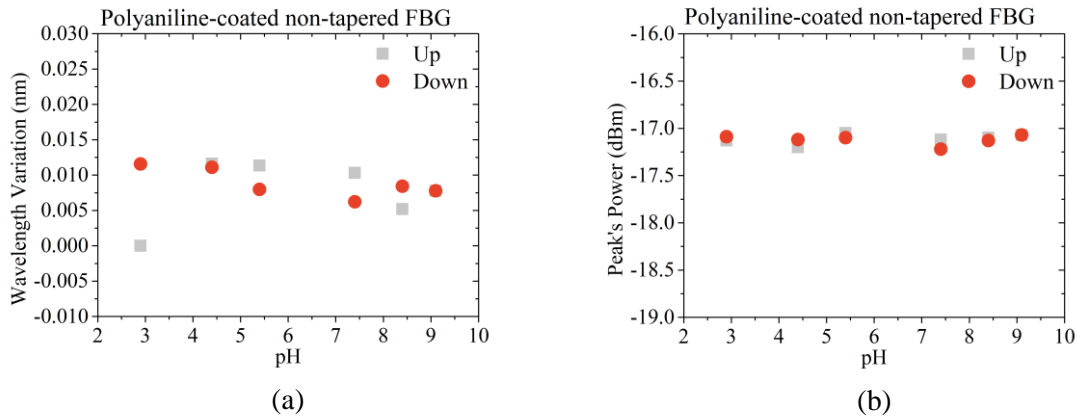 Polyaniline-coated non-tapered FBG
0.030
0.025
0.020
0.015
0.010
0.005
0.000
-0.005
-0.010
Wavelength Variation (nm)
Up
Down
2 3 4 5 6 7 8 9 10
pH
(a)
Polyaniline-coated non-tapered FBG
-16.0
-16.5
-17.0
-17.5
-18.0
-18.5
-19.0
Peak's Power (dBm)
Up
Down
2 3 4 5 6 7 8 9 10
pH
(b)